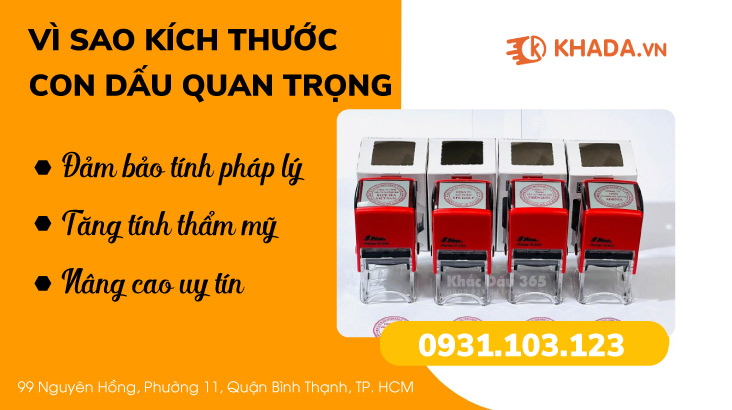 VÌ SAO KÍCH THƯỚC
CON DẤU QUAN TRỌNG
KHADA.VN
Đảm bảo tính pháp lý
Tăng tính thẩm mỹ
Nâng cao uy tín
Khắc Dấu 365
0931.103.123
99 Nguyên Hồng, Phường 11, Quận Bình Thạnh, TP. HCM